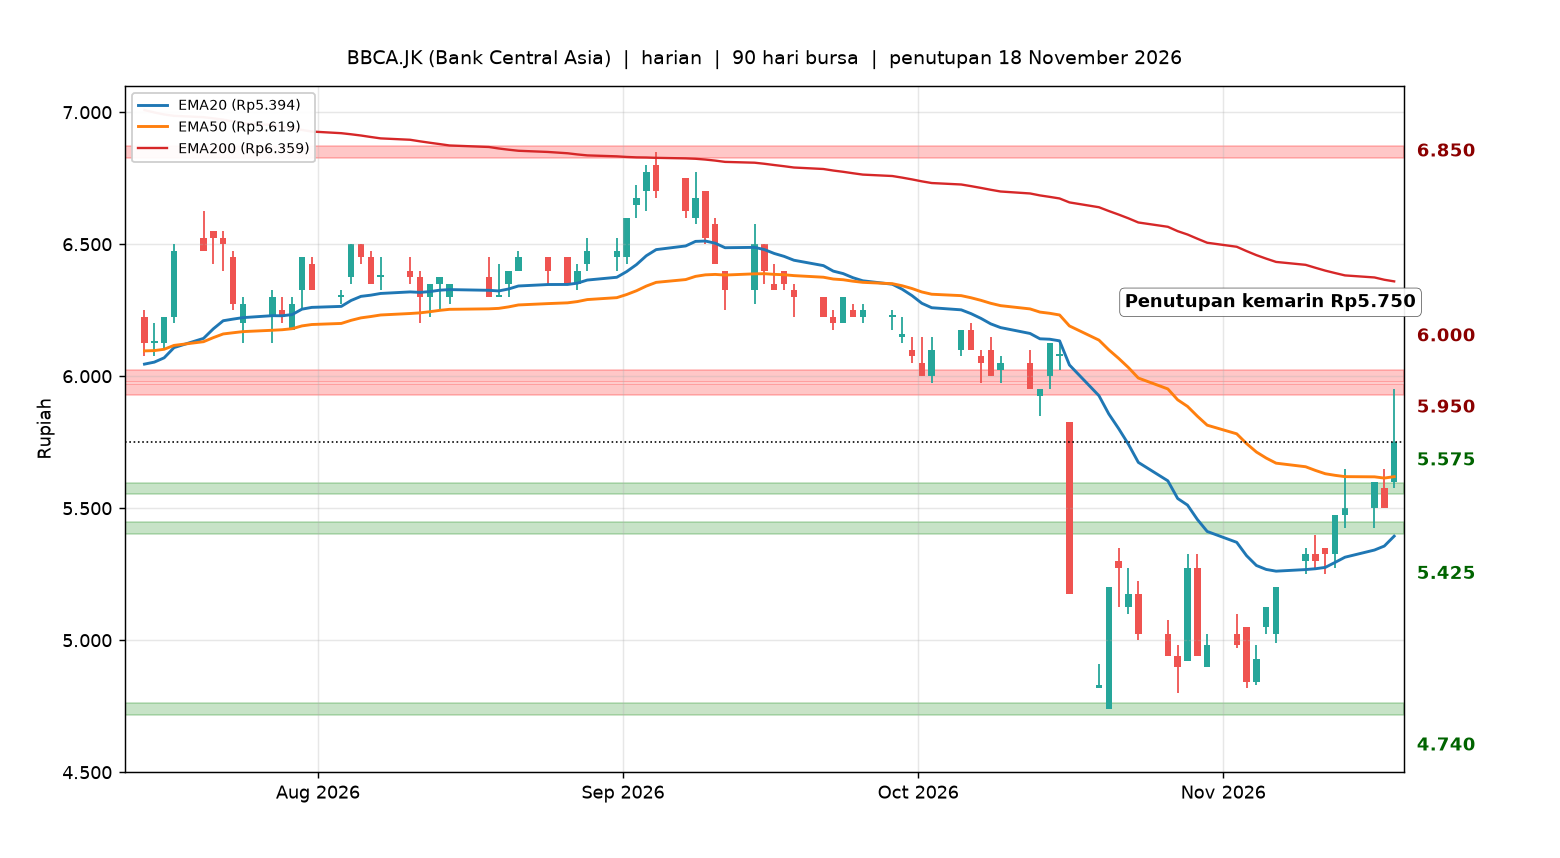 BBCA.JK (Bank Central Asia) | harian | 90 hari bursa | penutupan 18 November 2026
EMA20 (Rp5.394)
EMA50 (Rp5.619)
EMA200 (Rp6.359)
7.000
6.500
6.000
5.500
5.000
4.500
Rupiah
Penutupan kemarin Rp5.750
6.850
6.000
5.950
5.575
5.425
4.740
Aug 2026
Sep 2026
Oct 2026
Nov 2026